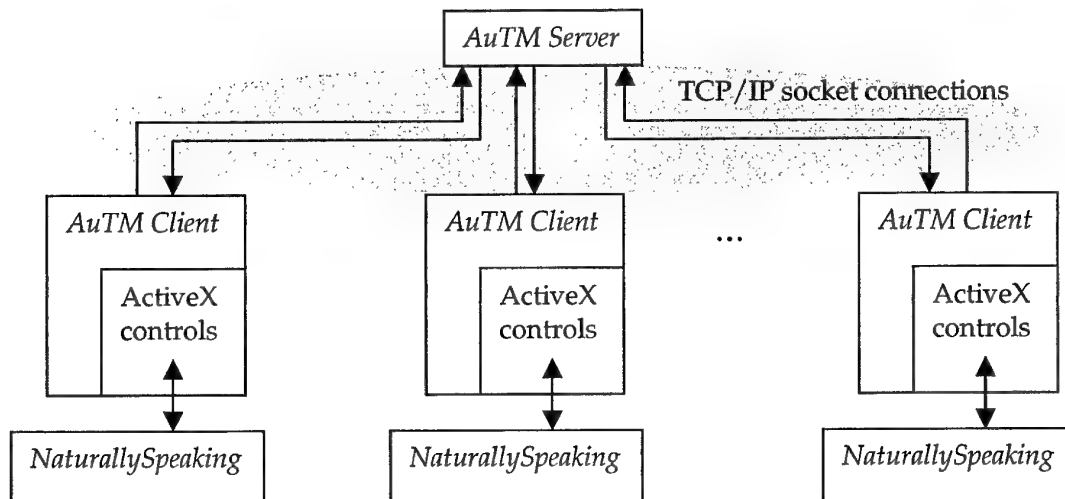 AuTM Server
TCP/IP socket connections
AuTM Client
AuTM Client
...
AuTM Client
ActiveX
controls
ActiveX
controls
ActiveX
controls
NaturallySpeaking
NaturallySpeaking
NaturallySpeaking